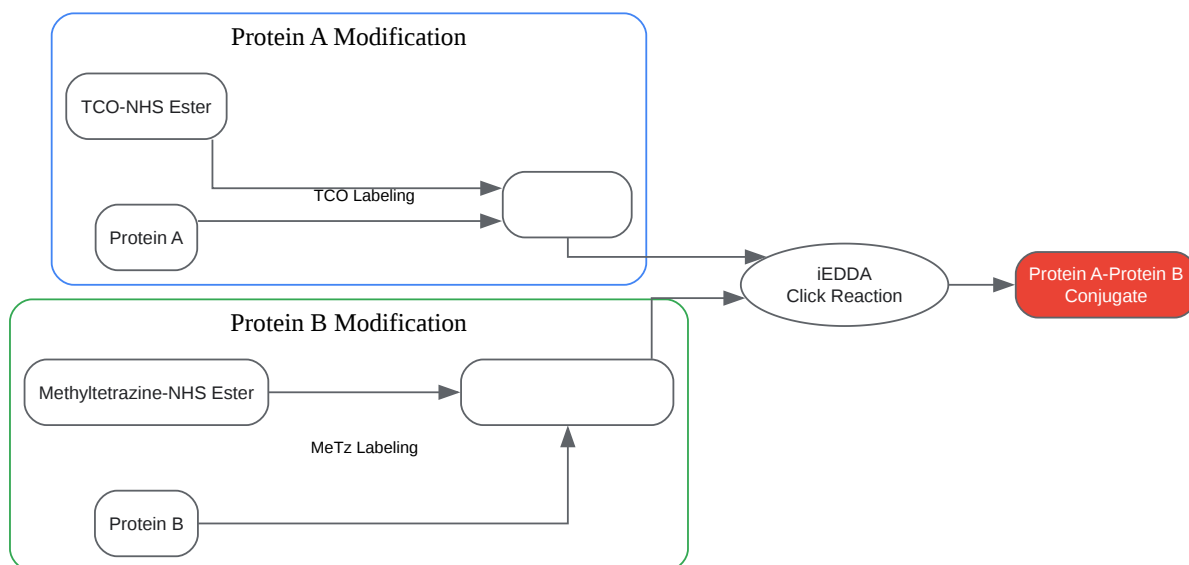 Protein A Modification
TCO-NHS Ester
TCO Labeling
Protein A
iEDDA
Click Reaction
Protein A-Protein B
Conjugate
Protein B Modification
Methyltetrazine-NHS Ester
MeTz Labeling
Protein B